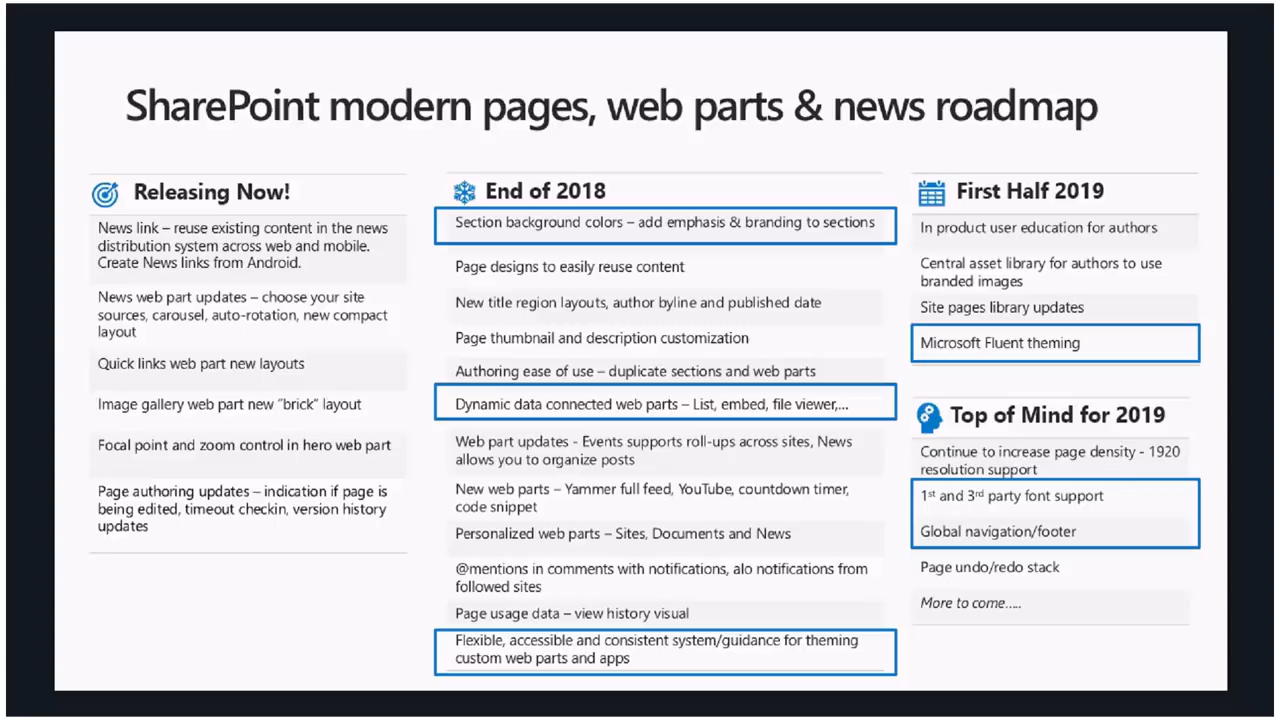 SharePoint modern pages, web parts & news roadmap
Releasing Now!
News link – reuse existing content in the news
distribution system across web and mobile.
Create News links from Android.
News web part updates – choose your site
sources, carousel, auto-rotation, new compact
layout
Quick links web part new layouts
Image gallery web part new “brick” layout
Focal point and zoom control in hero web part
Page authoring updates – indication if page is
being edited, timeout checkin, version history
updates
End of 2018
Section background colors – add emphasis & branding to sections
Page designs to easily reuse content
New title region layouts, author byline and published date
Page thumbnail and description customization
Authoring ease of use – duplicate sections and web parts
Dynamic data connected web parts – List, embed, file viewer,...
Web part updates - Events supports roll-ups across sites, News
allows you to organize posts
New web parts – Yammer full feed, YouTube, countdown timer,
code snippet
Personalized web parts – Sites, Documents and News
@mentions in comments with notifications, alo notifications from
followed sites
Page usage data – view history visual
Flexible, accessible and consistent system/guidance for theming
custom web parts and apps
First Half 2019
In product user education for authors
Central asset library for authors to use
branded images
Site pages library updates
Microsoft Fluent theming
Top of Mind for 2019
Continue to increase page density - 1920
resolution support
1st and 3rd party font support
Global navigation/footer
Page undo/redo stack
More to come.....